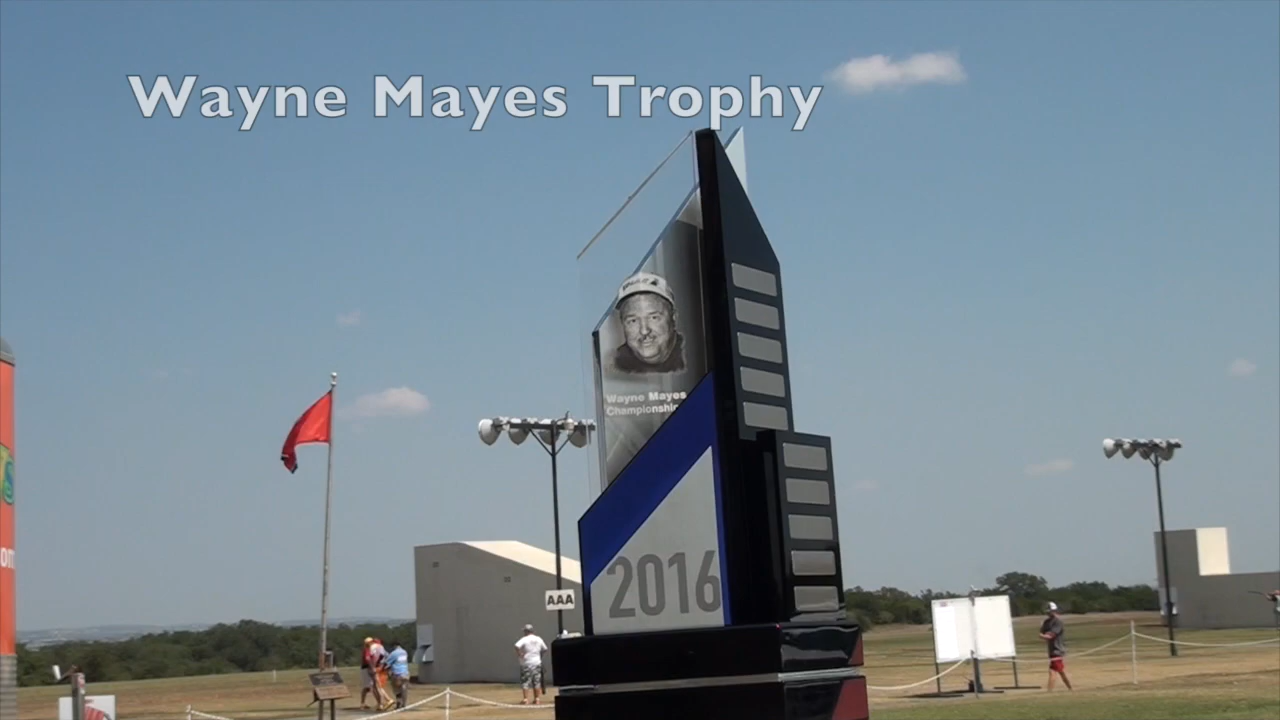 Wayne Mayes Trophy
Wayne Mayes
Championship
2016
AAA